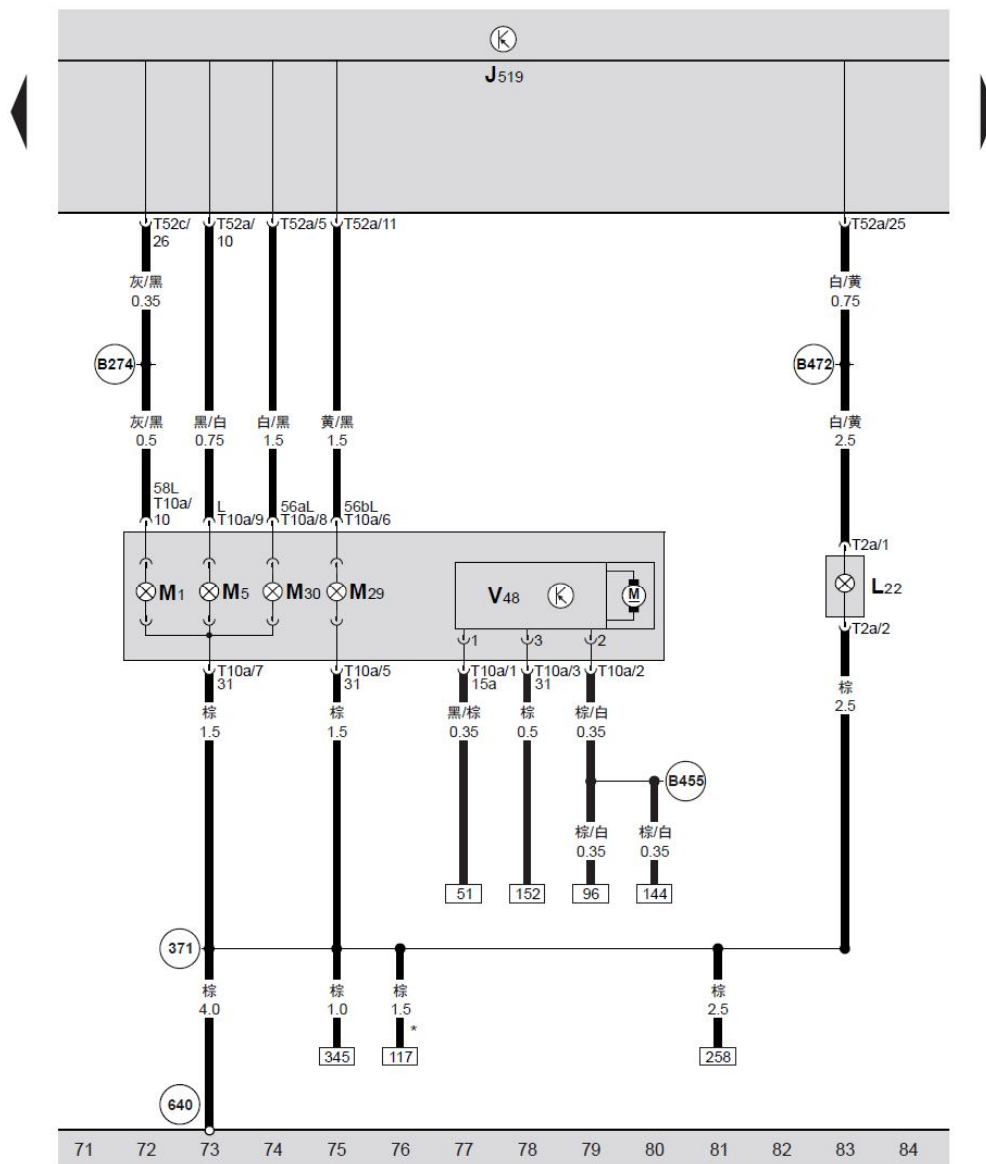 J519
T52c/ T52a/ T52a/5 T52a/11 T52a/25
26 10
灰/黑 白/黄
0.35 0.75
B274 B472
灰/黑 黑/白 白/黑 黄/黑 白/黄
0.5 0.75 1.5 1.5 2.5
58L L 56aL 56bL
T10a/ T10a/9 T10a/8 T10a/6
10
T2a/1
M1 M5 M30 M29 V48 M L22
1 3 2
T2a/2
T10a/7 T10a/5 T10a/1 T10a/3 T10a/2
31 31 15a 31
棕 棕 黑/棕 棕 棕/白 棕
1.5 1.5 0.35 0.5 0.35 2.5
B455
棕/白 棕/白
0.35 0.35
51 152 96 144
371
棕 棕 棕 棕
4.0 1.0 1.5 2.5
*
345 117 258
640
71 72 73 74 75 76 77 78 79 80 81 82 83 84